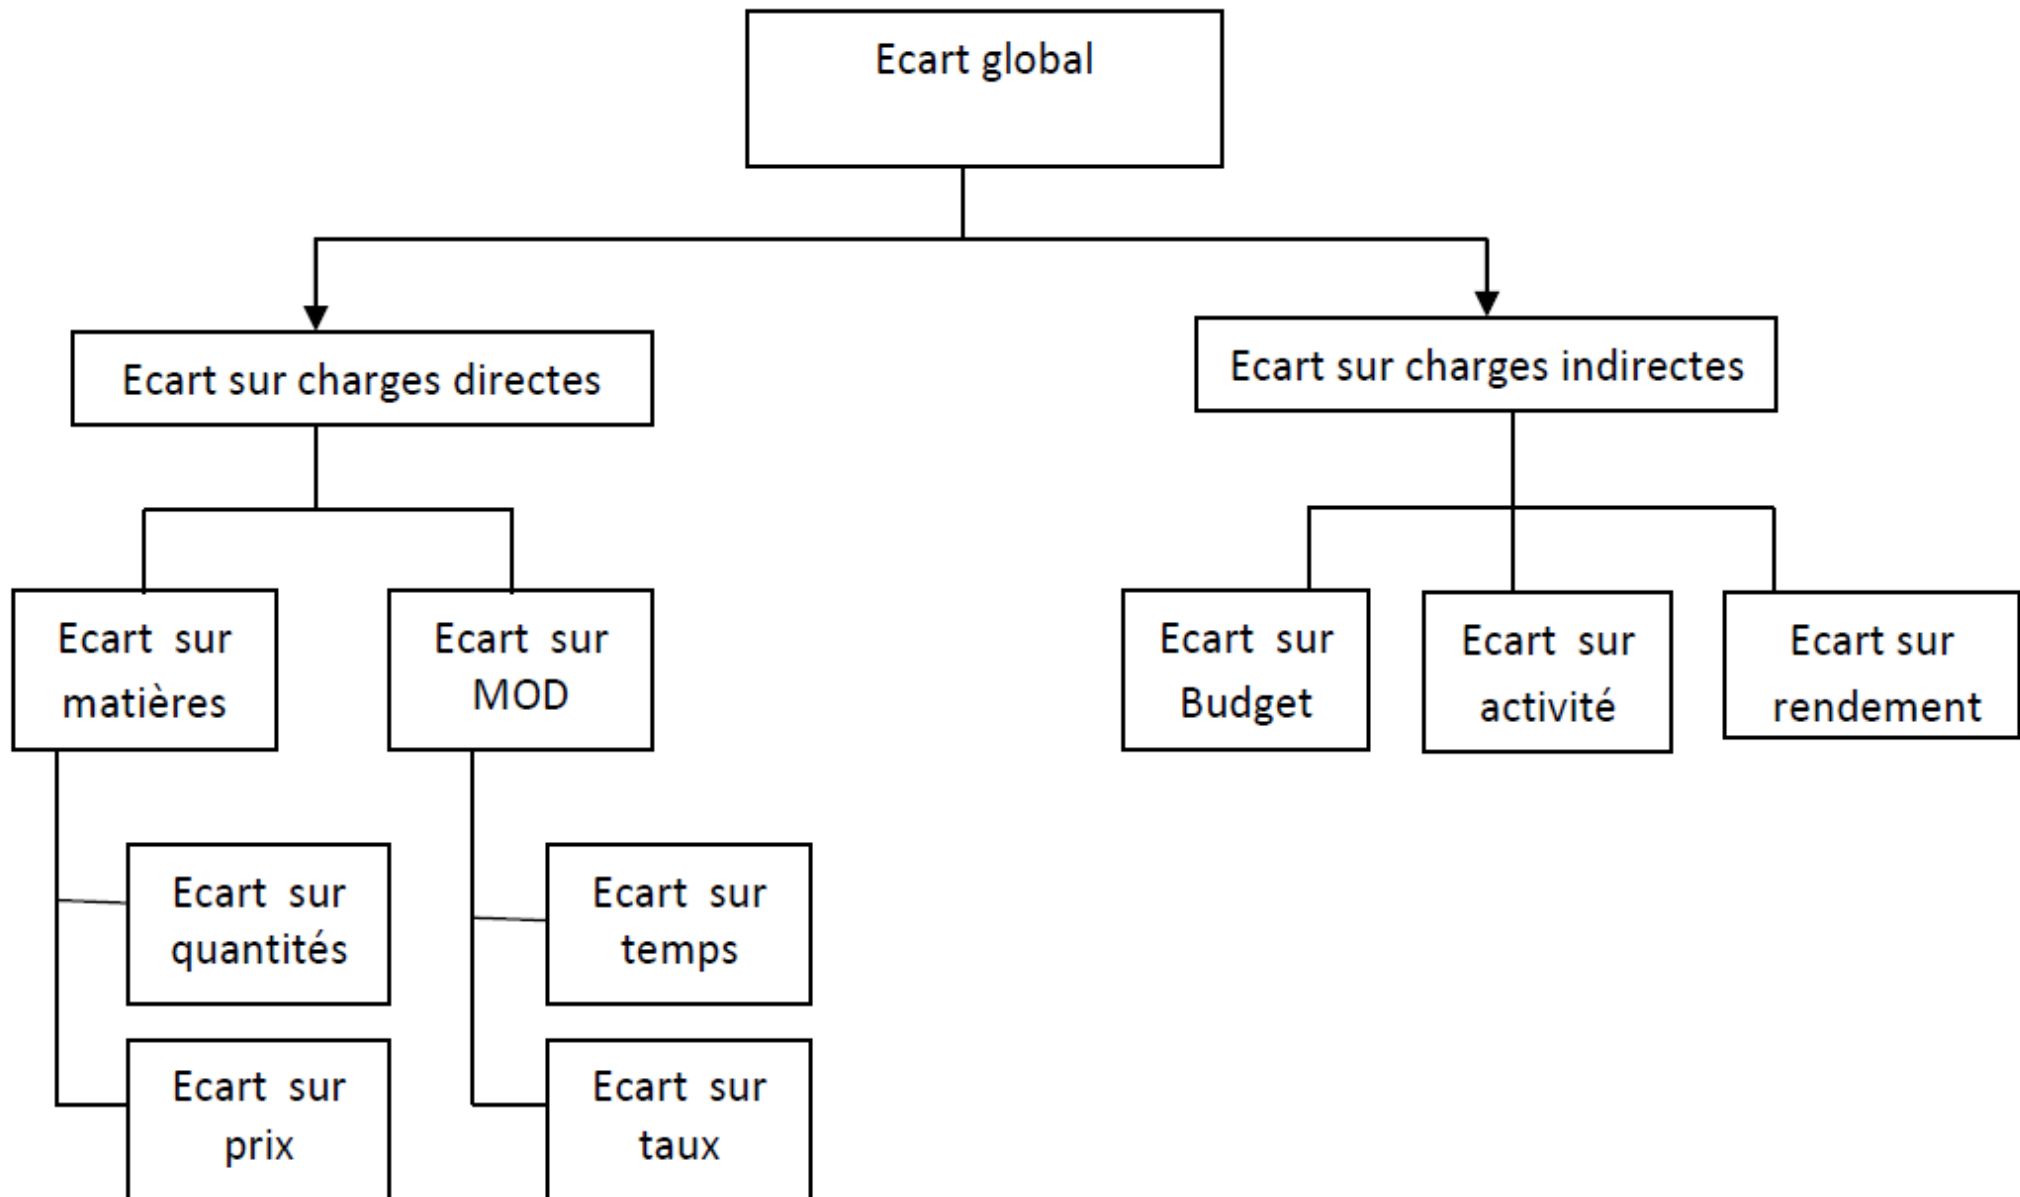 Ecart global
Ecart sur charges directes
Ecart sur charges indirectes
Ecart sur
matières
Ecart sur
MOD
Ecart sur
Budget
Ecart sur
activité
Ecart sur
rendement
Ecart sur
quantités
Ecart sur
temps
Ecart sur
prix
Ecart sur
taux